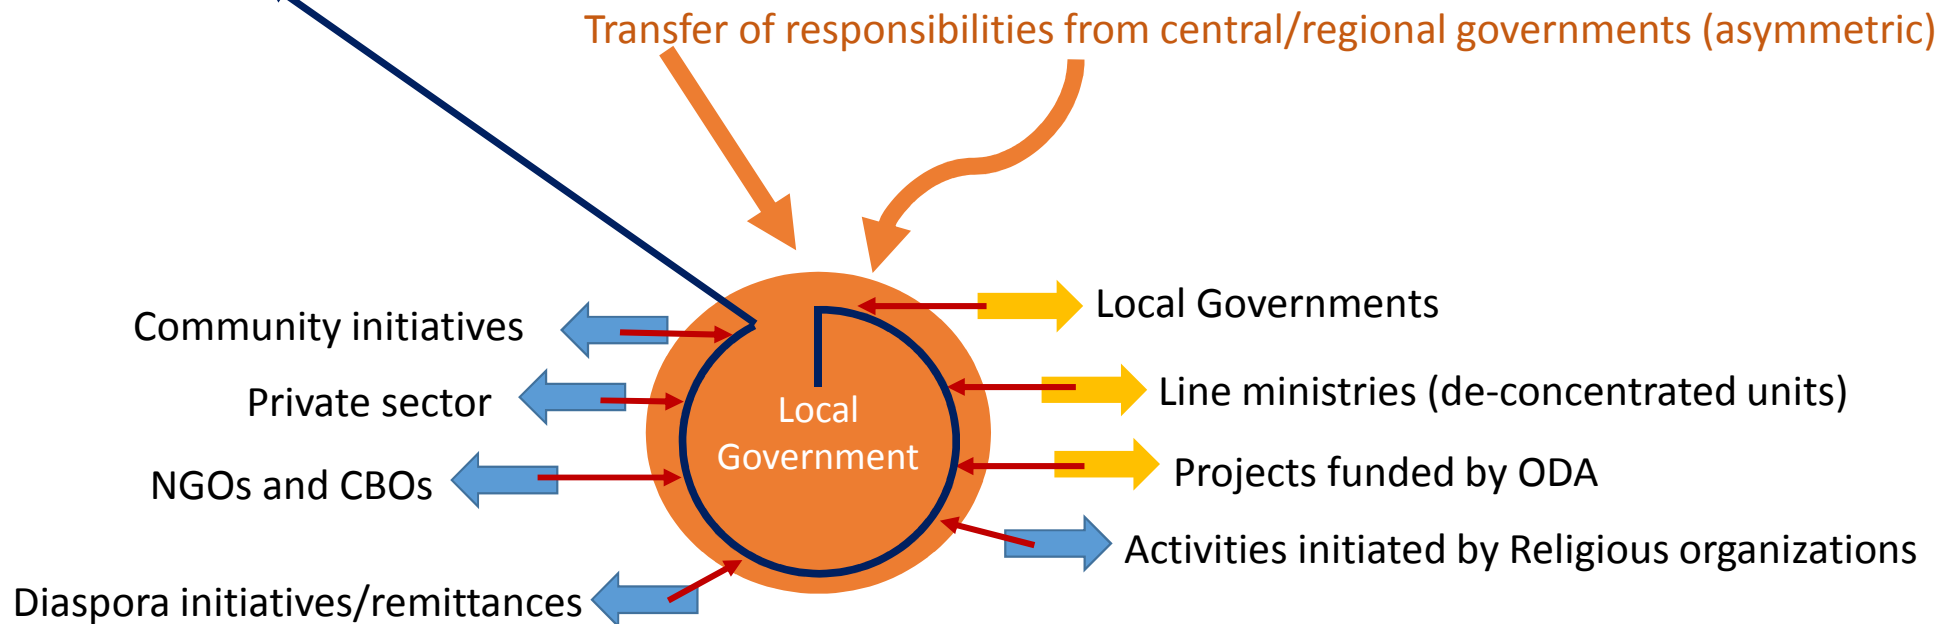 Transfer of responsibilities from central/regional governments (asymmetric)
Community initiatives
Local Governments
Private sector
Line ministries (de-concentrated units)
Local
Government
NGOs and CBOs
Projects funded by ODA
Activities initiated by Religious organizations
Diaspora initiatives/remittances